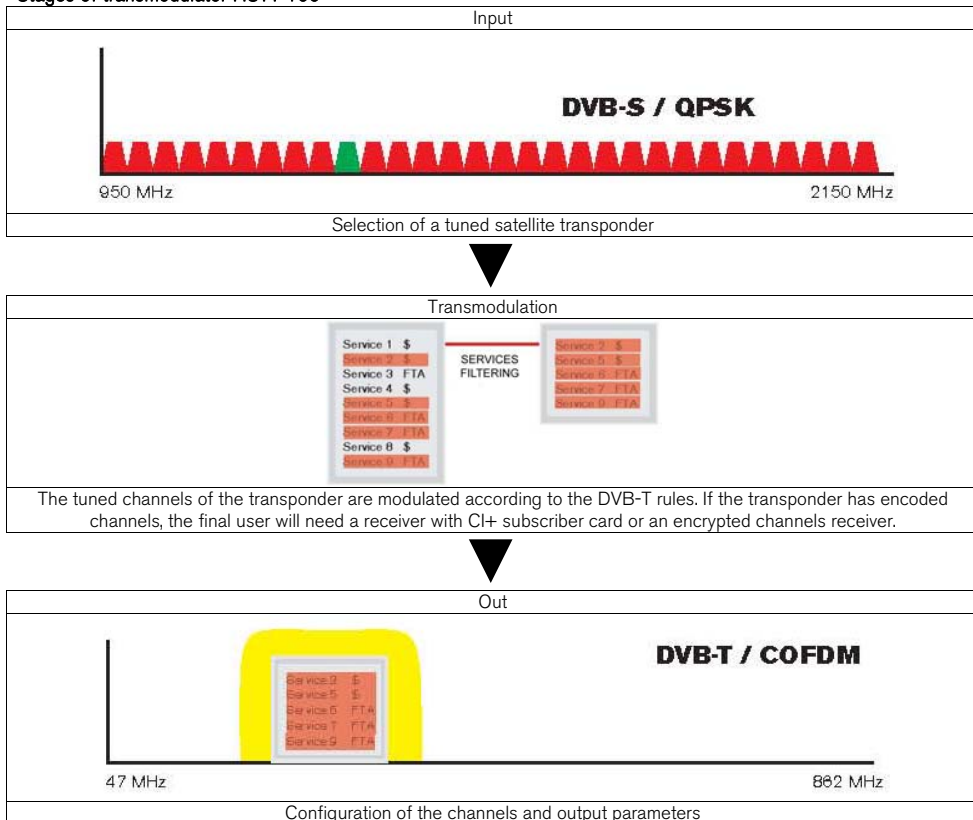 Input
DVB-S / QPSK
950 MHz
2150 MHz
Selection of a tuned satellite transponder
Transmodulation
Service 1 $
Service 2 $
Service 3 FTA
Service 4 $
Service 5 $
Service 6 FTA
Service 7 FTA
Service 8 $
Service 9 FTA
SERVICES
FILTERING
Service 2 $
Service 5 $
Service 6 FTA
Service 7 FTA
Service 9 FTA
The tuned channels of the transponder are modulated according to the DVB-T rules. If the transponder has encoded
channels, the final user will need a receiver with CI+ subscriber card or an encrypted channels receiver.
Out
DVB-T / COFDM
Service $
Service 5 $
Service FTA
Service 7 FTA
Service 9 FTA
47 MHz
862 MHz
Configuration of the channels and output parameters